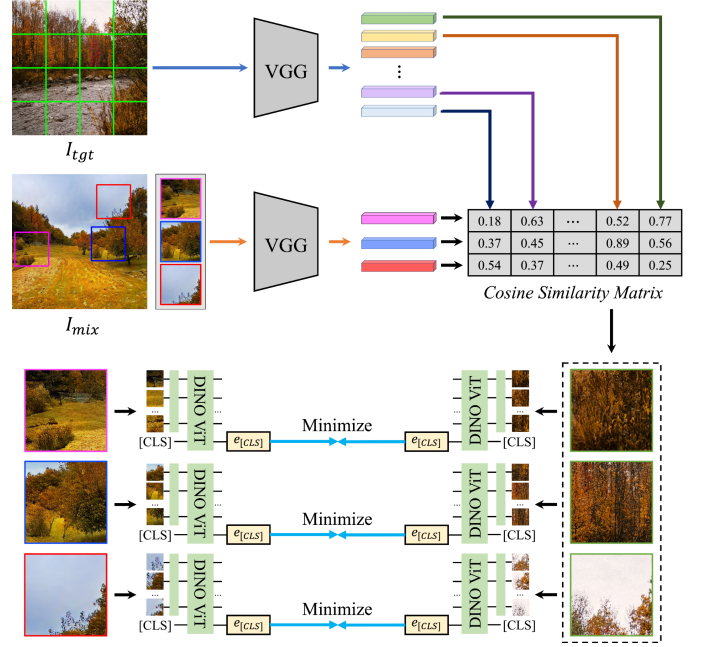 VGG
⋮
I_tgt
VGG
0.18 0.63 ... 0.52 0.77
0.37 0.45 ... 0.89 0.56
0.54 0.37 ... 0.49 0.25
Cosine Similarity Matrix
I_mix
DINO ViT
...
[CLS]
e_[CLS]
Minimize
e_[CLS]
DINO ViT
...
[CLS]
DINO ViT
...
[CLS]
e_[CLS]
Minimize
e_[CLS]
DINO ViT
...
[CLS]
DINO ViT
...
[CLS]
e_[CLS]
Minimize
e_[CLS]
DINO ViT
...
[CLS]